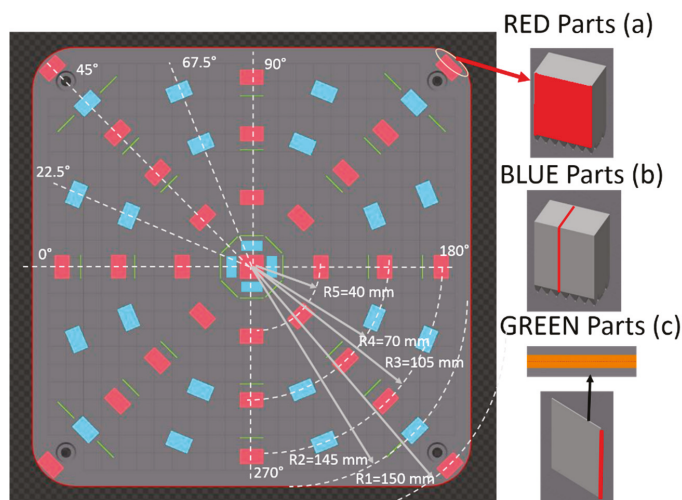 RED Parts (a)
67.5°
90°
45°
BLUE Parts (b)
22.5°
0°
180°
R5=40 mm
GREEN Parts (c)
R4=70 mm
R3=105 mm
R2=145 mm
270°
R1=150 mm